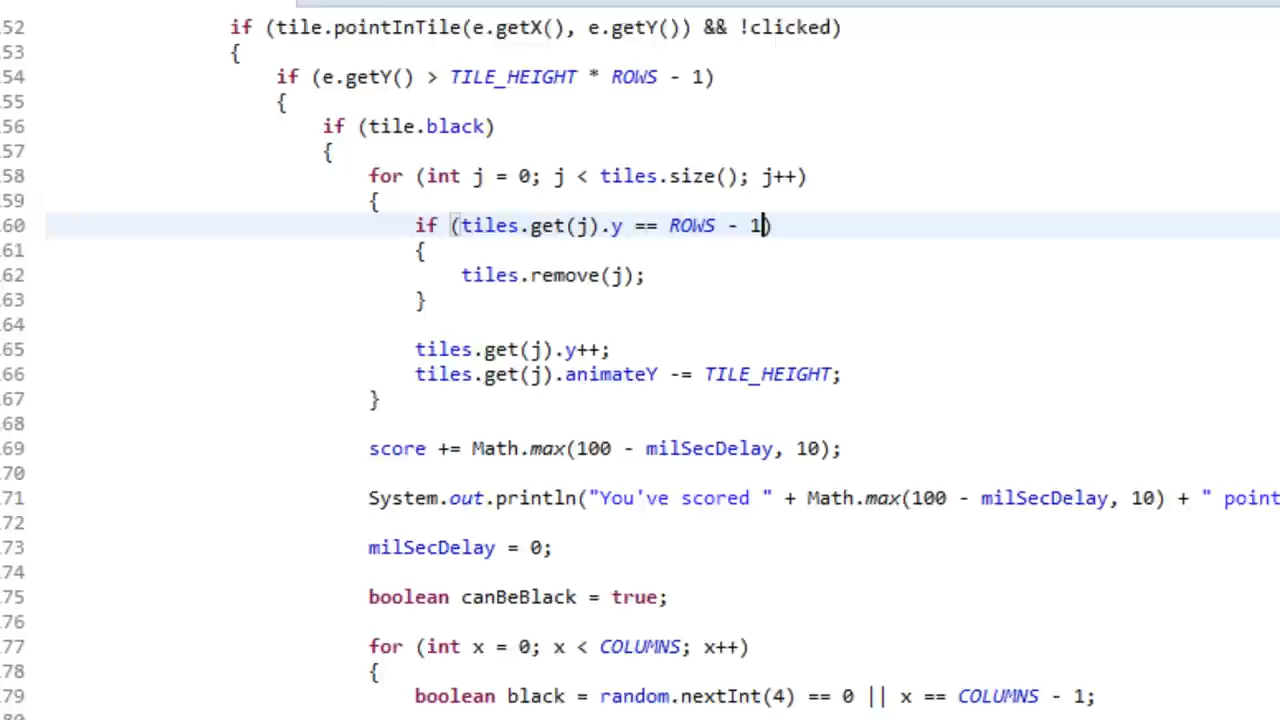 52 if (tile.pointInTile(e.getX(), e.getY()) && !clicked)
53 {
54 if (e.getY() > TILE_HEIGHT * ROWS - 1)
55 {
56 if (tile.black)
57 {
58 for (int j = 0; j < tiles.size(); j++)
59 {
60 if (tiles.get(j).y == ROWS - 1)
61 {
62 tiles.remove(j);
63 }
64
65 tiles.get(j).y++;
66 tiles.get(j).animateY -= TILE_HEIGHT;
67 }
68
69 score += Math.max(100 - milSecDelay, 10);
70
71 System.out.println("You've scored " + Math.max(100 - milSecDelay, 10) + " point
72
73 milSecDelay = 0;
74
75 boolean canBeBlack = true;
76
77 for (int x = 0; x < COLUMNS; x++)
78 {
79 boolean black = random.nextInt(4) == 0 || x == COLUMNS - 1;